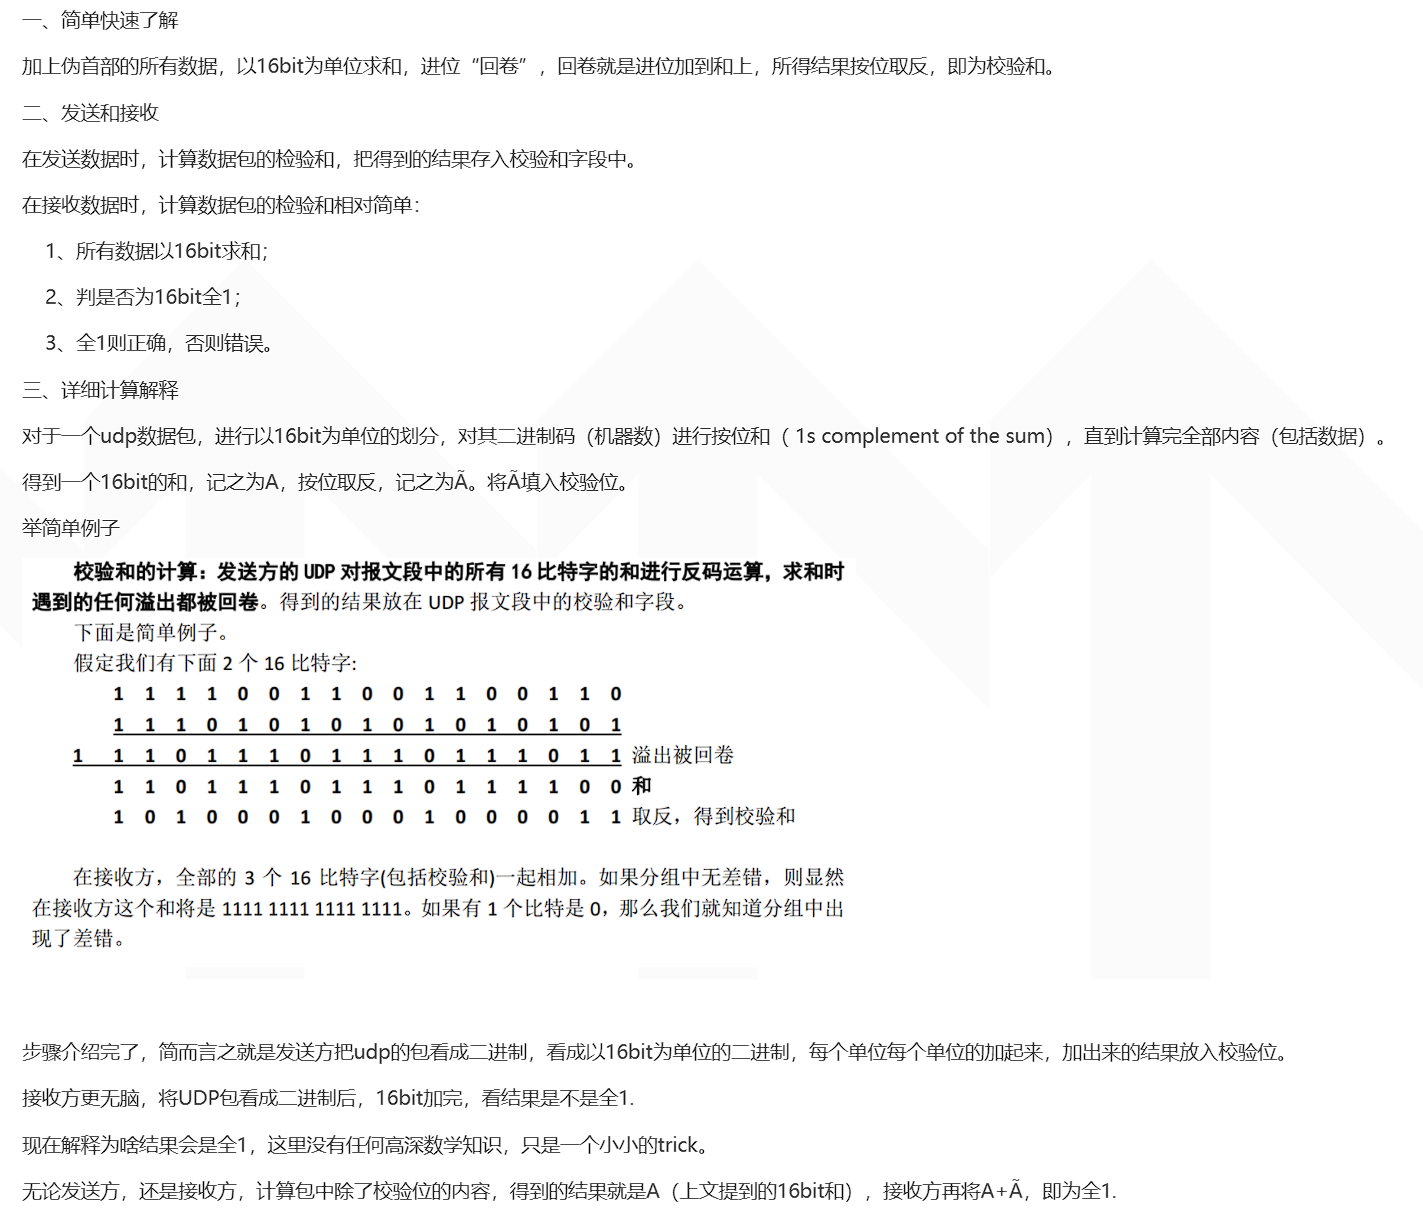 一、简单快速了解
加上伪首部的所有数据，以16bit为单位求和，进位“回卷”，回卷就是进位加到和上，所得结果按位取反，即为校验和。
二、发送和接收
在发送数据时，计算数据包的检验和，把得到的结果存入校验和字段中。
在接收数据时，计算数据包的检验和相对简单：
1、所有数据以16bit求和；
2、判是否为16bit全1；
3、全1则正确，否则错误。
三、详细计算解释
对于一个udp数据包，进行以16bit为单位的划分，对其二进制码（机器数）进行按位和（ 1s complement of the sum），直到计算完全部内容（包括数据）。
得到一个16bit的和，记之为A，按位取反，记之为Ã。将Ã填入校验位。
举简单例子
校验和的计算：发送方的 UDP 对报文段中的所有 16 比特字的和进行反码运算，求和时
遇到的任何溢出都被回卷。得到的结果放在 UDP 报文段中的校验和字段。
下面是简单例子。
假定我们有下面 2 个 16 比特字:
1 1 1 1 0 0 1 1 0 0 1 1 0 0 1 1 0
1 1 1 0 1 0 1 0 1 0 1 0 1 0 1 0 1
1 1 1 0 1 1 1 0 1 1 1 0 1 1 1 0 1 1 溢出被回卷
1 1 0 1 1 1 0 1 1 1 0 1 1 1 1 0 0 和
1 0 1 0 0 0 1 0 0 0 1 0 0 0 0 1 1 取反，得到校验和
在接收方，全部的 3 个 16 比特字(包括校验和)一起相加。如果分组中无差错，则显然
在接收方这个和将是 1111 1111 1111 1111。如果有 1 个比特是 0，那么我们就知道分组中出
现了差错。
步骤介绍完了，简而言之就是发送方把udp的包看成二进制，看成以16bit为单位的二进制，每个单位每个单位的加起来，加出来的结果放入校验位。
接收方更无脑，将UDP包看成二进制后，16bit加完，看结果是不是全1.
现在解释为啥结果会是全1，这里没有任何高深数学知识，只是一个小小的trick。
无论发送方，还是接收方，计算包中除了校验位的内容，得到的结果就是A（上文提到的16bit和），接收方再将A+Ã，即为全1.